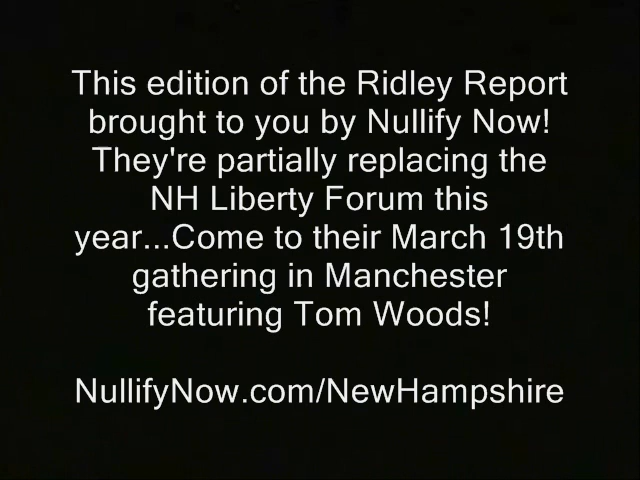 This edition of the Ridley Report
brought to you by Nullify Now!
They're partially replacing the
NH Liberty Forum this
year...Come to their March 19th
gathering in Manchester
featuring Tom Woods!
NullifyNow.com/NewHampshire